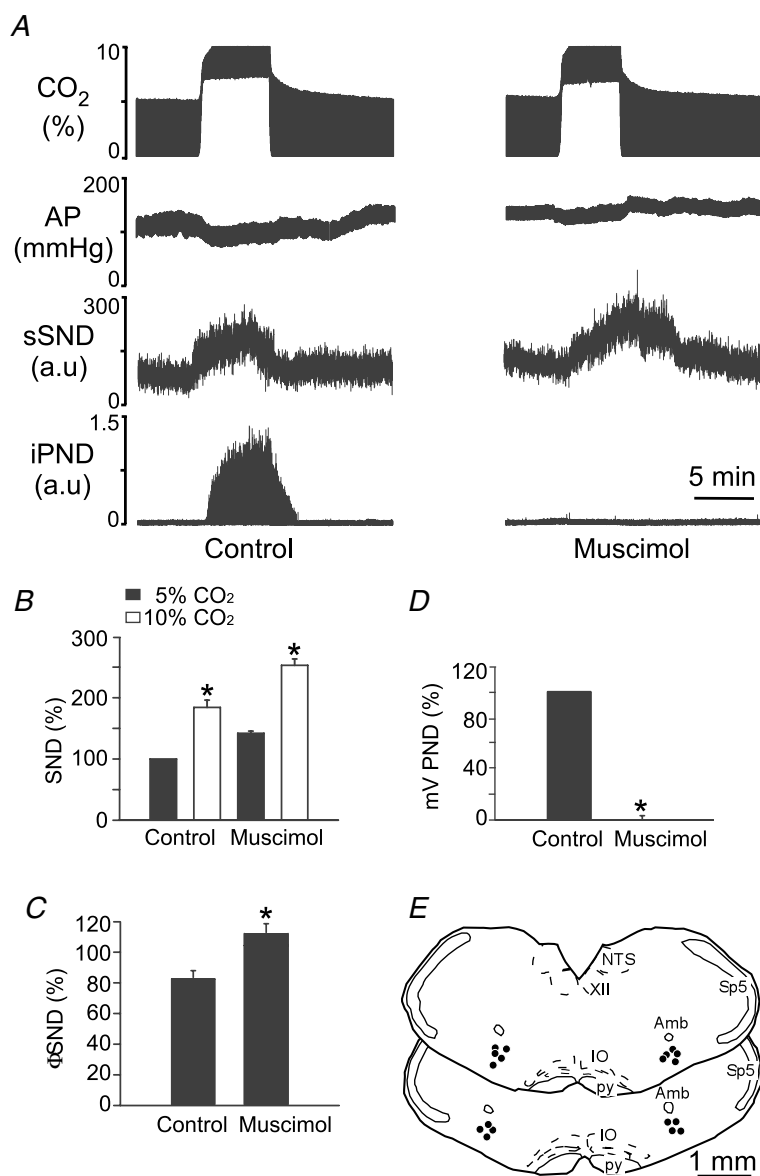 A
CO2
(%)
10
0
AP
(mmHg)
200
100
0
sSND
(a.u)
300
150
0
iPND
(a.u)
1.5
0
5 min
Control Muscimol
B
5% CO2
10% CO2
SND (%)
300
250
200
100
0
* *
Control Muscimol
D
mV PND (%)
120
80
40
0
*
Control Muscimol
C
ΦSND (%)
120
100
80
60
40
20
0
*
Control Muscimol
E
NTS
XII
Sp5
Amb
IO
py
Sp5
Amb
IO
py
1 mm